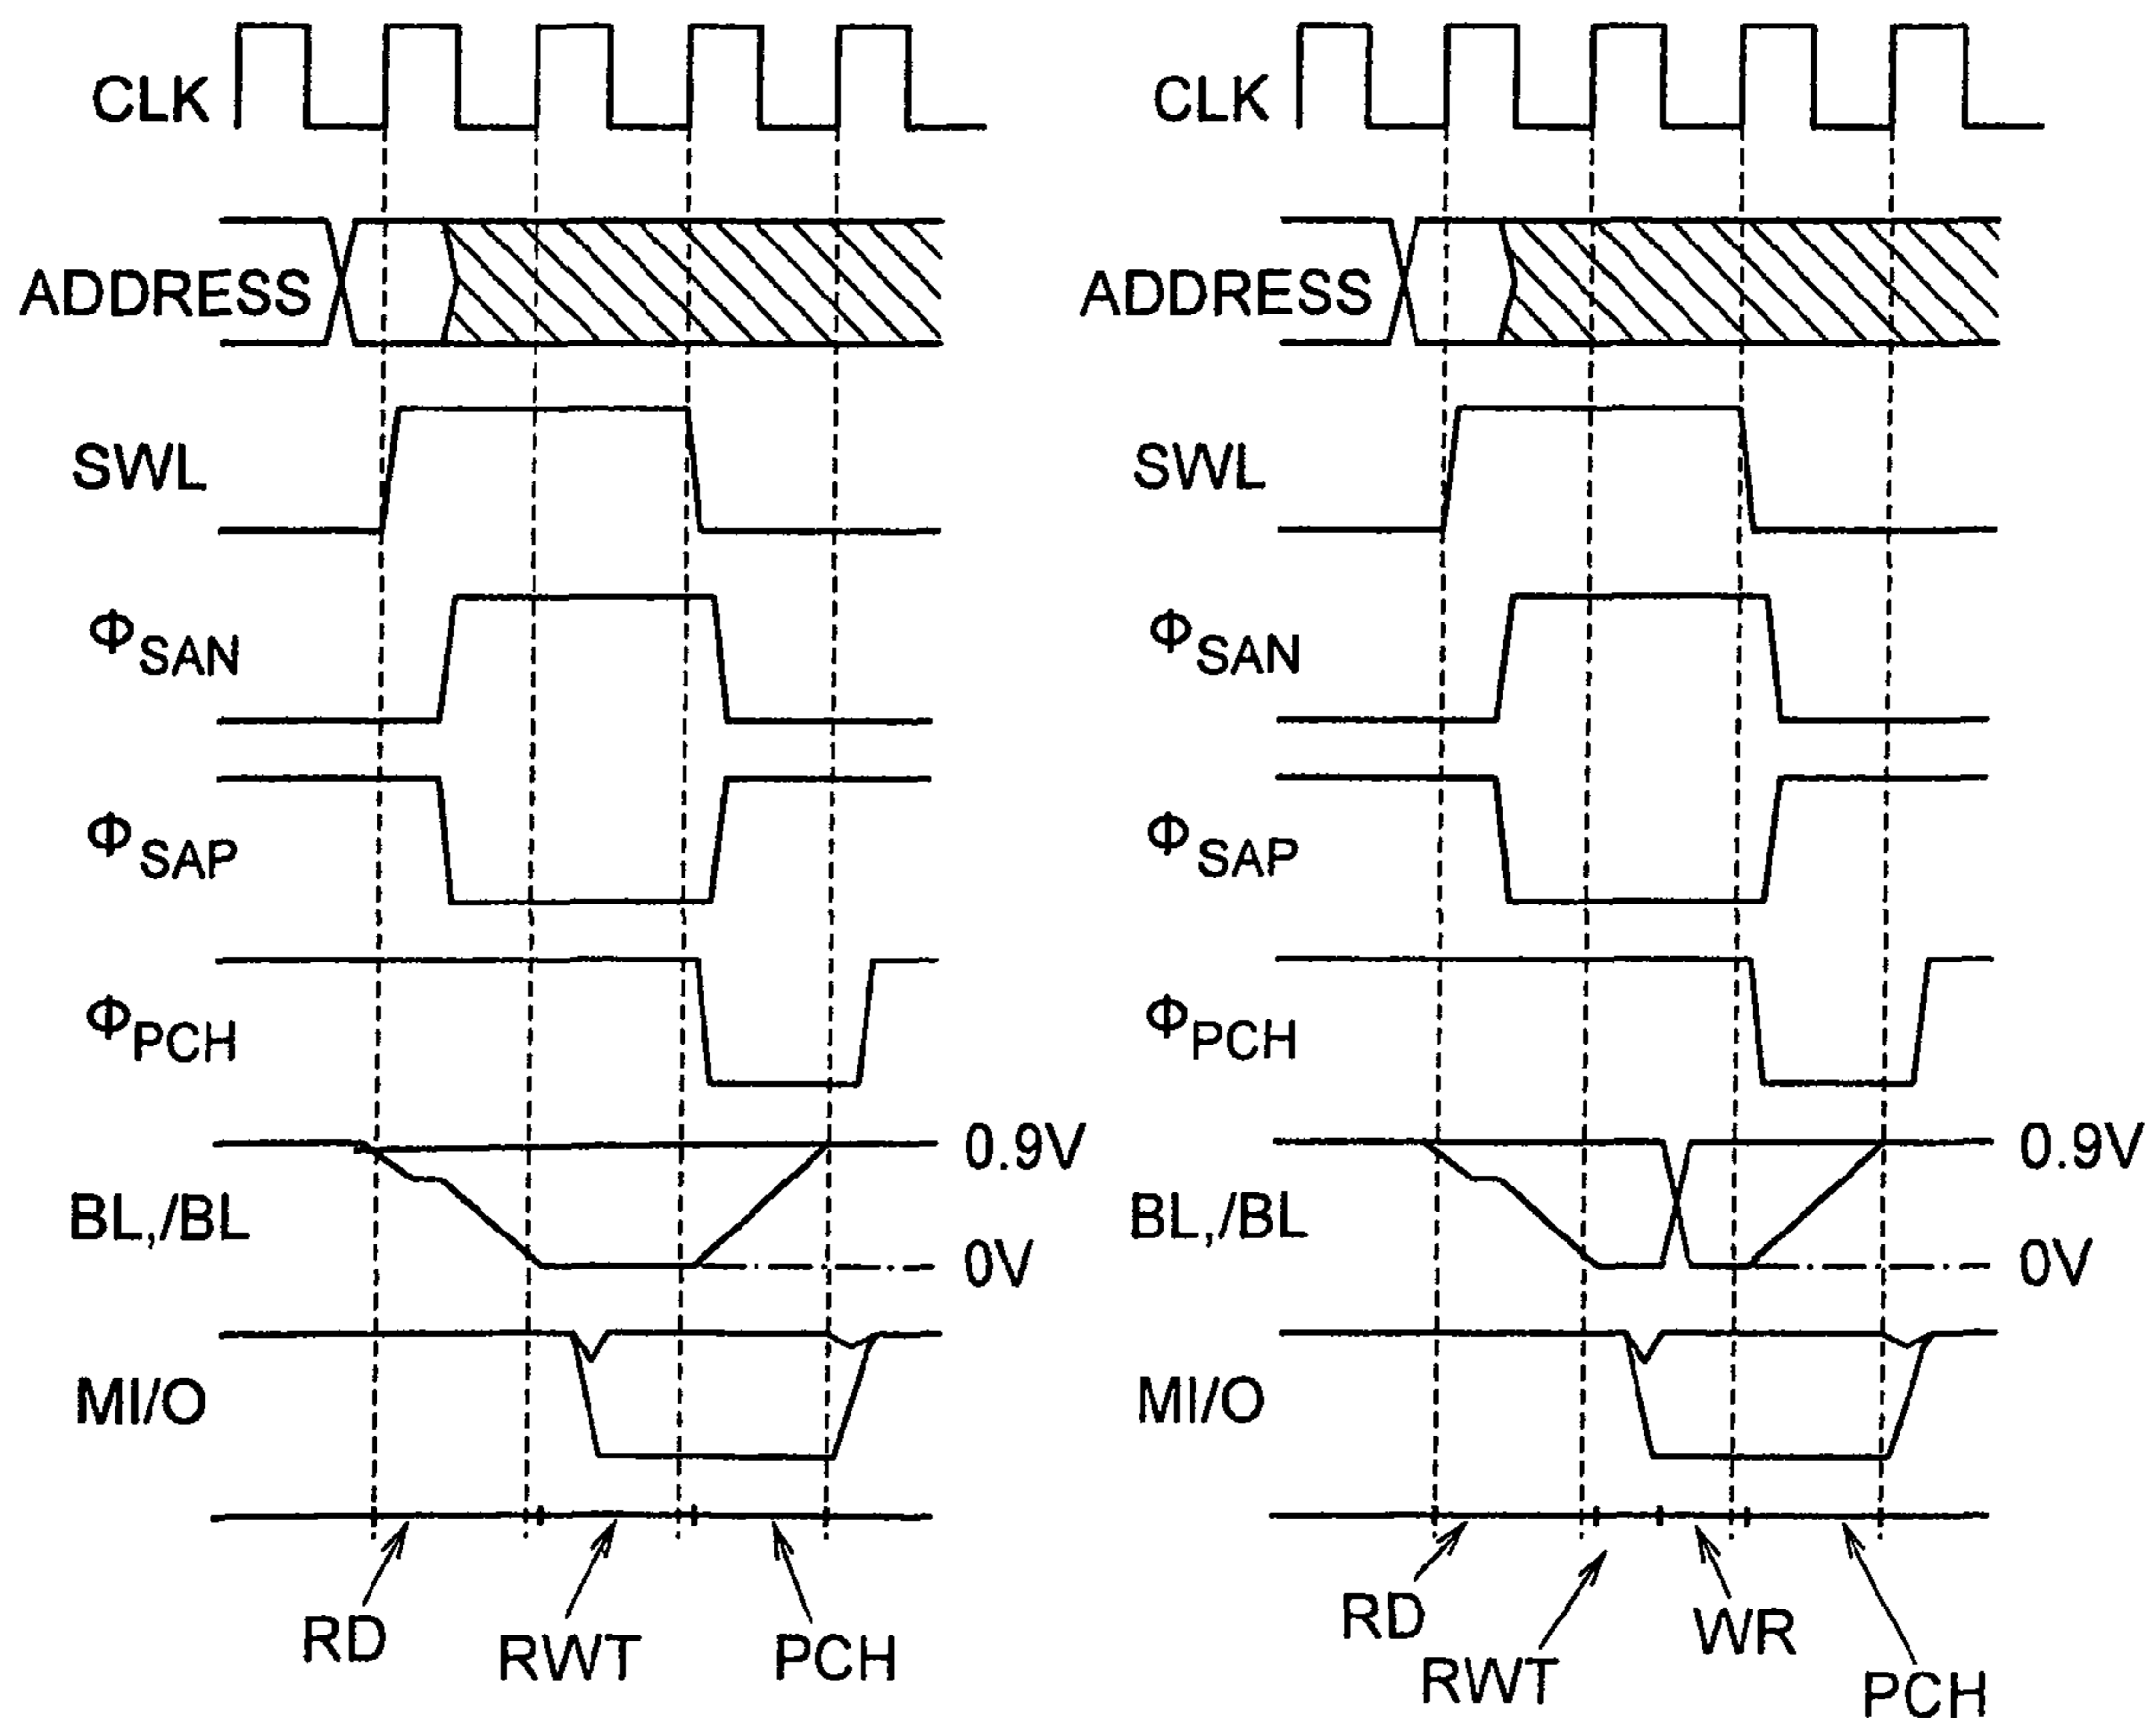 CLK
ADDRESS
SWL
ΦSAN
ΦSAP
ΦPCH
BL,/BL
0.9V
0V
MI/O
RD
RWT
PCH
CLK
ADDRESS
SWL
ΦSAN
ΦSAP
ΦPCH
BL,/BL
0.9V
0V
MI/O
RD
RWT
WR
PCH